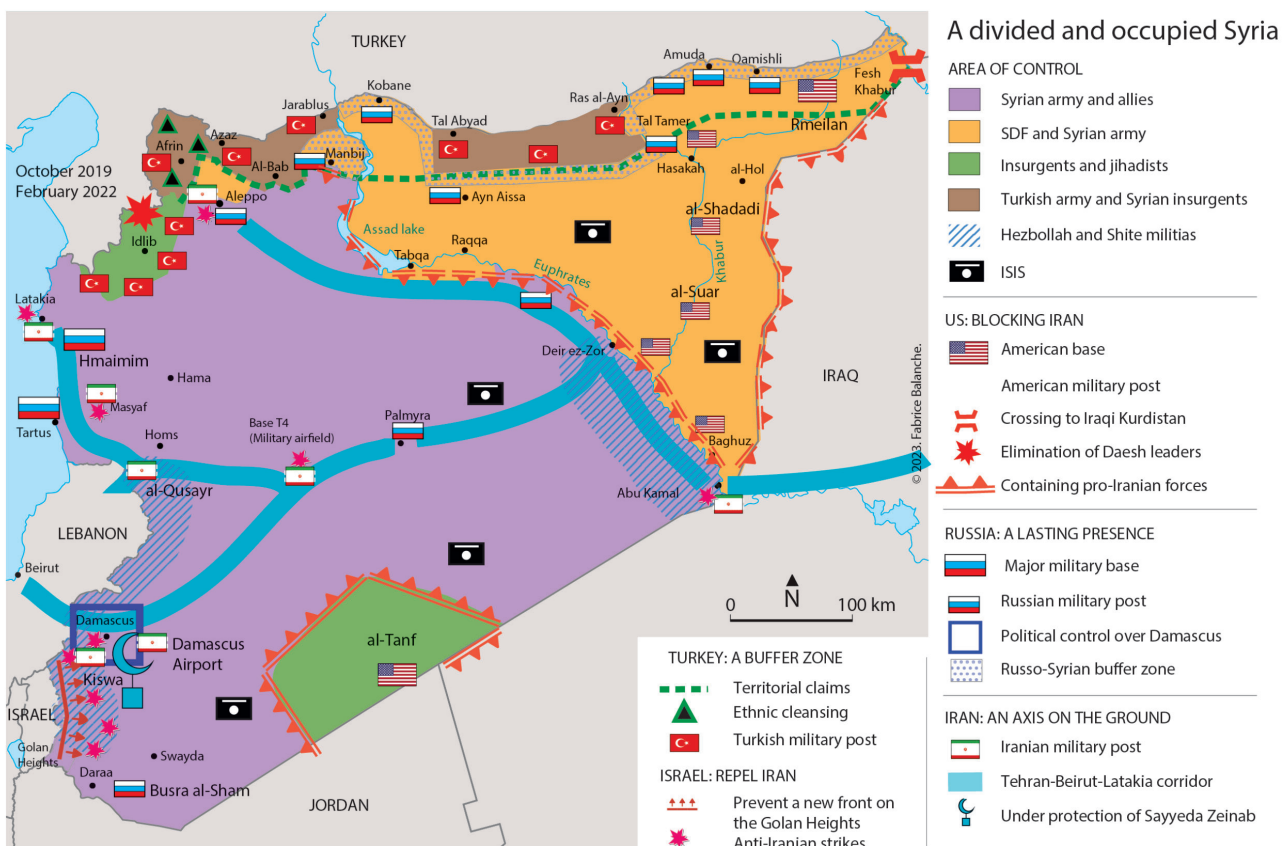 A divided and occupied Syria
AREA OF CONTROL
Syrian army and allies
SDF and Syrian army
Insurgents and jihadists
Turkish army and Syrian insurgents
Hezbollah and Shite militias
ISIS
US: BLOCKING IRAN
American base
American military post
Crossing to Iraqi Kurdistan
Elimination of Daesh leaders
Containing pro-Iranian forces
RUSSIA: A LASTING PRESENCE
Major military base
Russian military post
Political control over Damascus
Russo-Syrian buffer zone
IRAN: AN AXIS ON THE GROUND
Iranian military post
Tehran-Beirut-Latakia corridor
Under protection of Sayyeda Zeinab
TURKEY: A BUFFER ZONE
Territorial claims
Ethnic cleansing
Turkish military post
ISRAEL: REPEL IRAN
Prevent a new front on
the Golan Heights
Anti-Iranian strikes
TURKEY
Amuda
Qamishli
Fesh
Khabur
Kobane
Jarablus
Ras al-Ayn
Rmeilan
Tal Abyad
Tal Tamer
Azaz
Afrin
Al-Bab
Manbij
Hasakah
al-Hol
October 2019
February 2022
Aleppo
Ayn Aissa
al-Shadadi
Assad lake
Idlib
Raqqa
Tabqa
Euphrates
Khabur
al-Suar
Latakia
Deir ez-Zor
Hmaimim
Hama
IRAQ
Masyaf
Tartus
Palmyra
Base T4
(Military airfield)
Homs
Baghuz
al-Qusayr
Abu Kamal
© 2023. Fabrice Balanche.
LEBANON
Beirut
N
0
100 km
Damascus
Damascus
Airport
al-Tanf
Kiswa
ISRAEL
Golan
Heights
Swayda
Daraa
Busra al-Sham
JORDAN